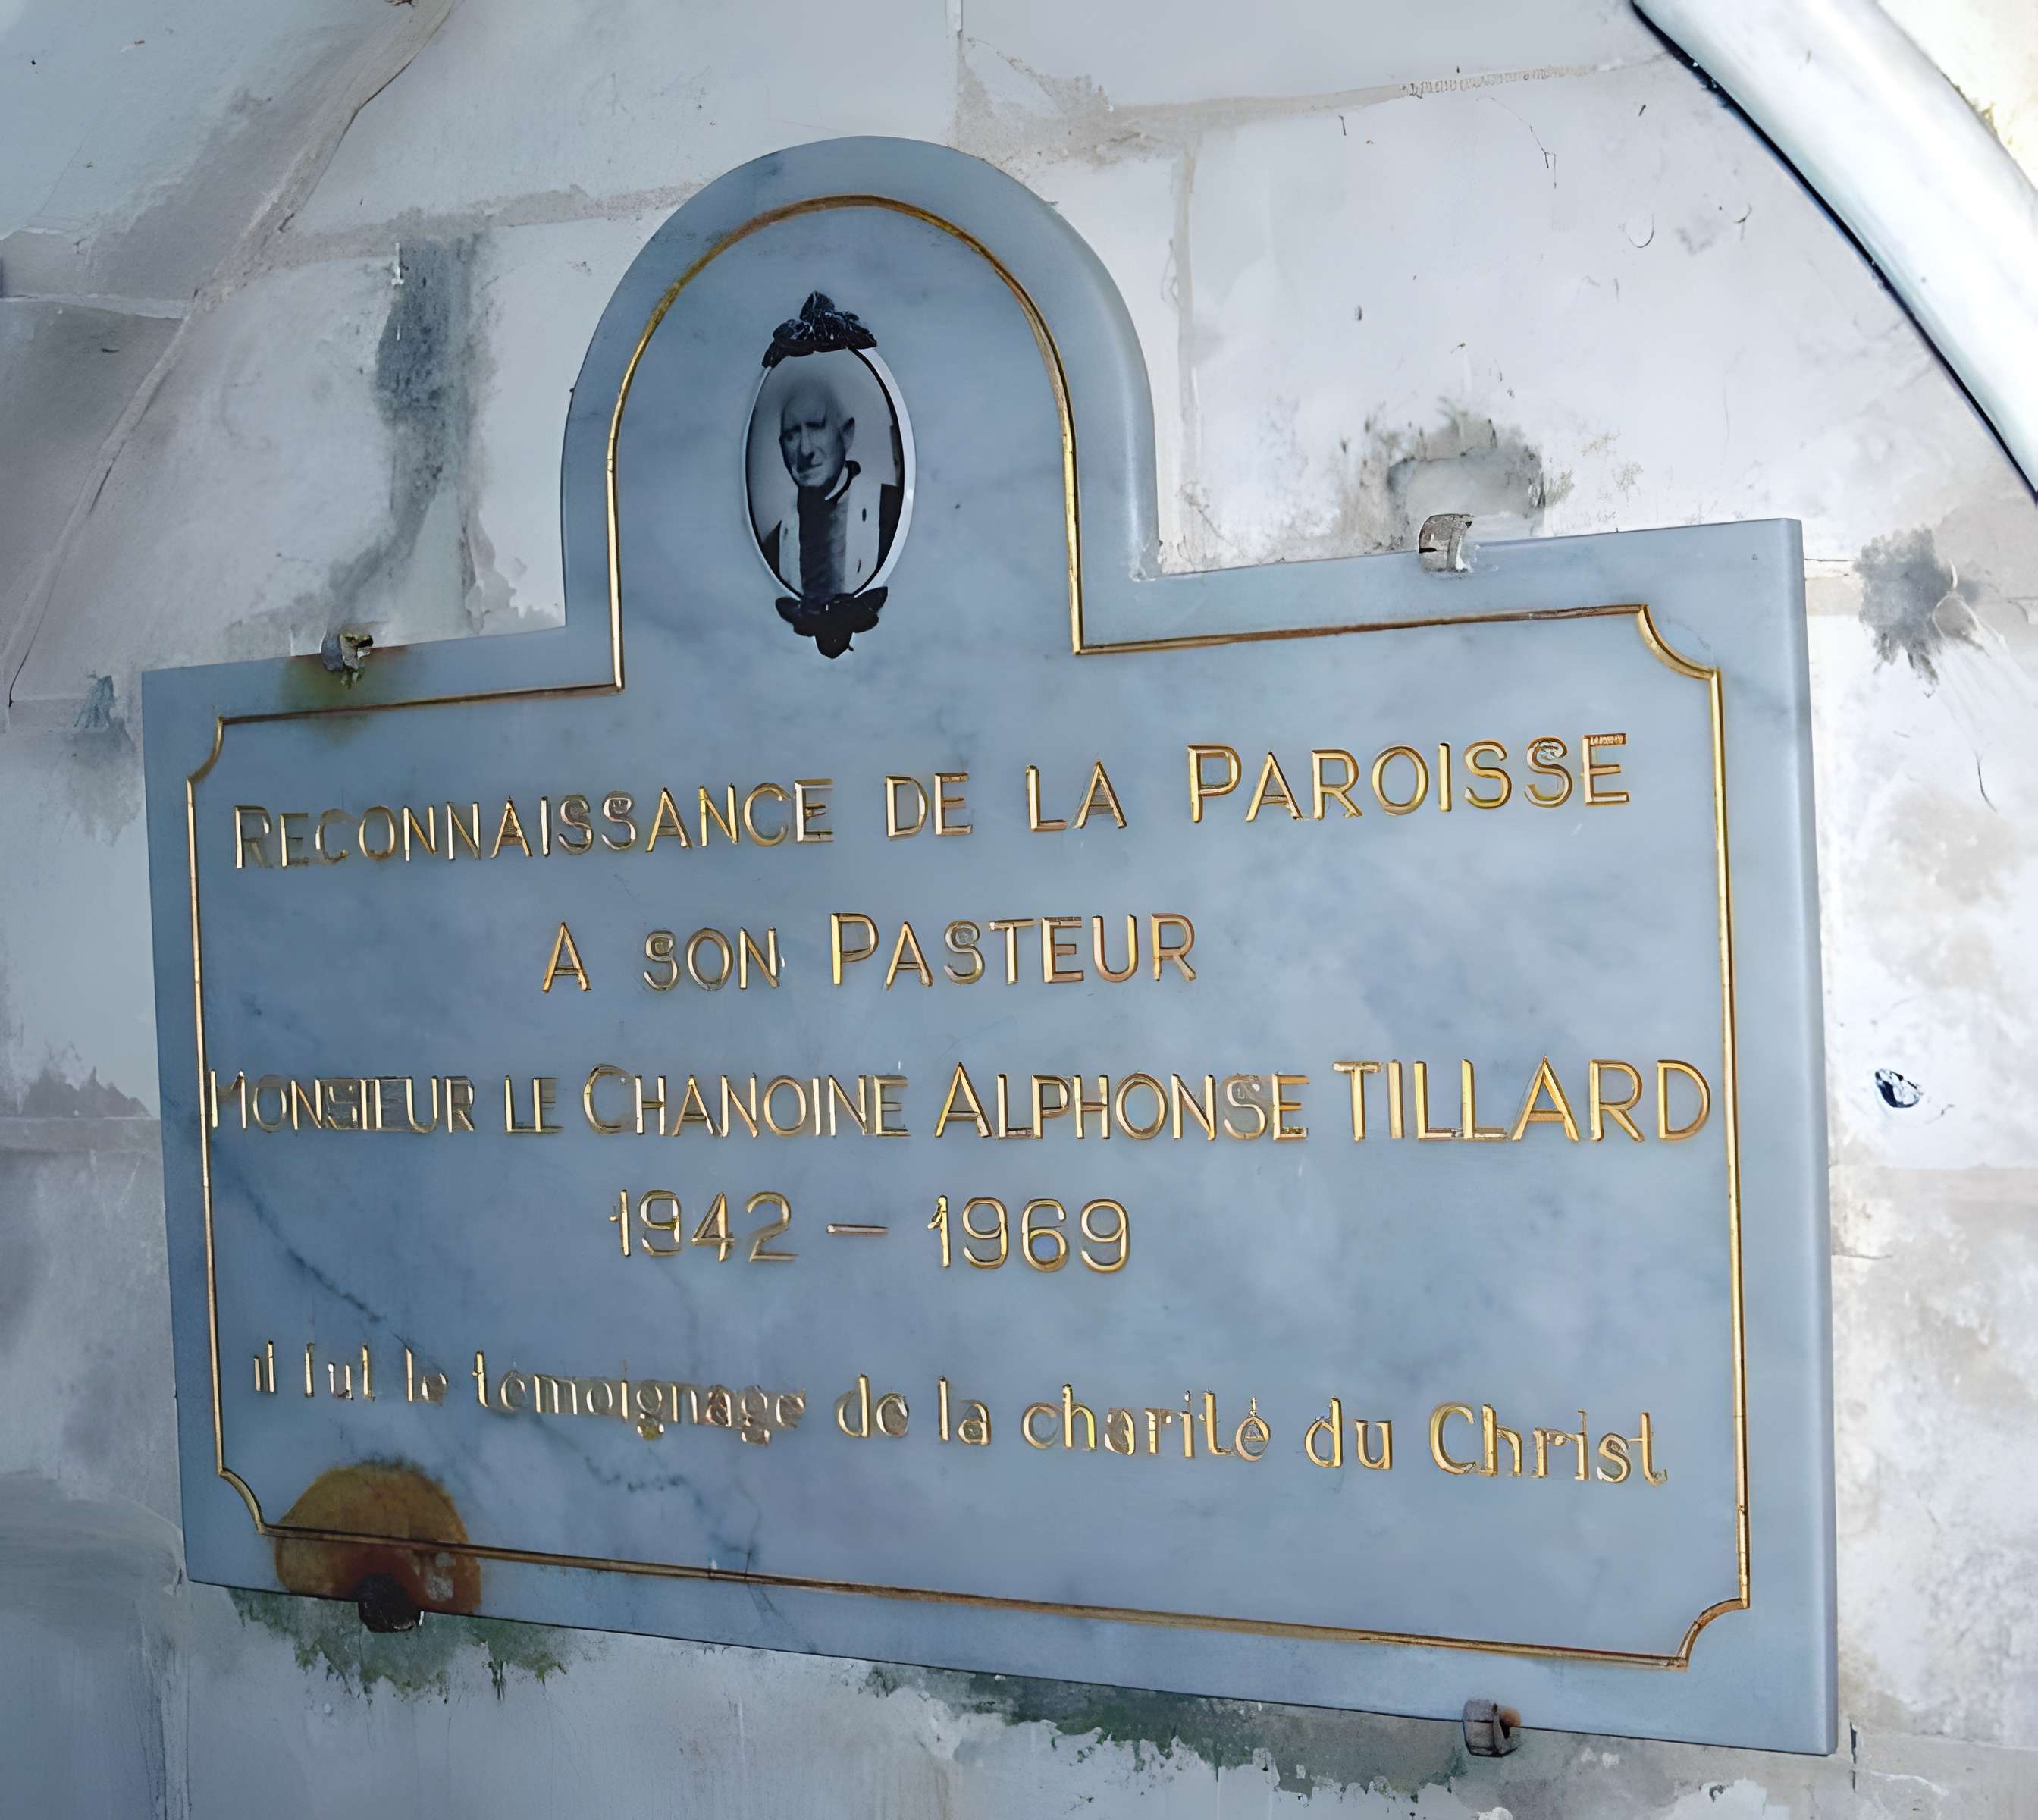 RECONNAISSANCE DE LA PAROISSE
A SON PASTEUR
MONSIEUR LE CHANOINE ALPHONSE TILLARD
1942 – 1969
il fut le témoignage de la charité du Christ